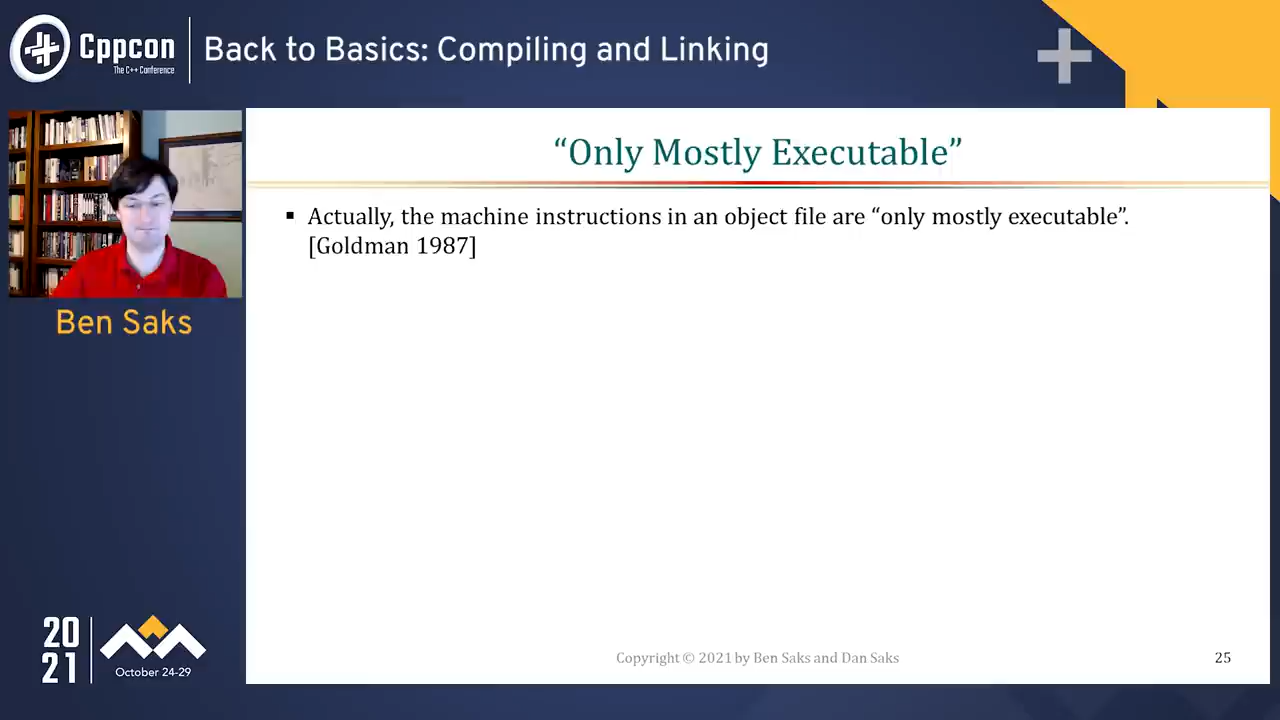 Cppcon
The C++ Conference
Back to Basics: Compiling and Linking
“Only Mostly Executable”
▪ Actually, the machine instructions in an object file are “only mostly executable”.
[Goldman 1987]
Ben Saks
20
21
October 24-29
Copyright © 2021 by Ben Saks and Dan Saks
25